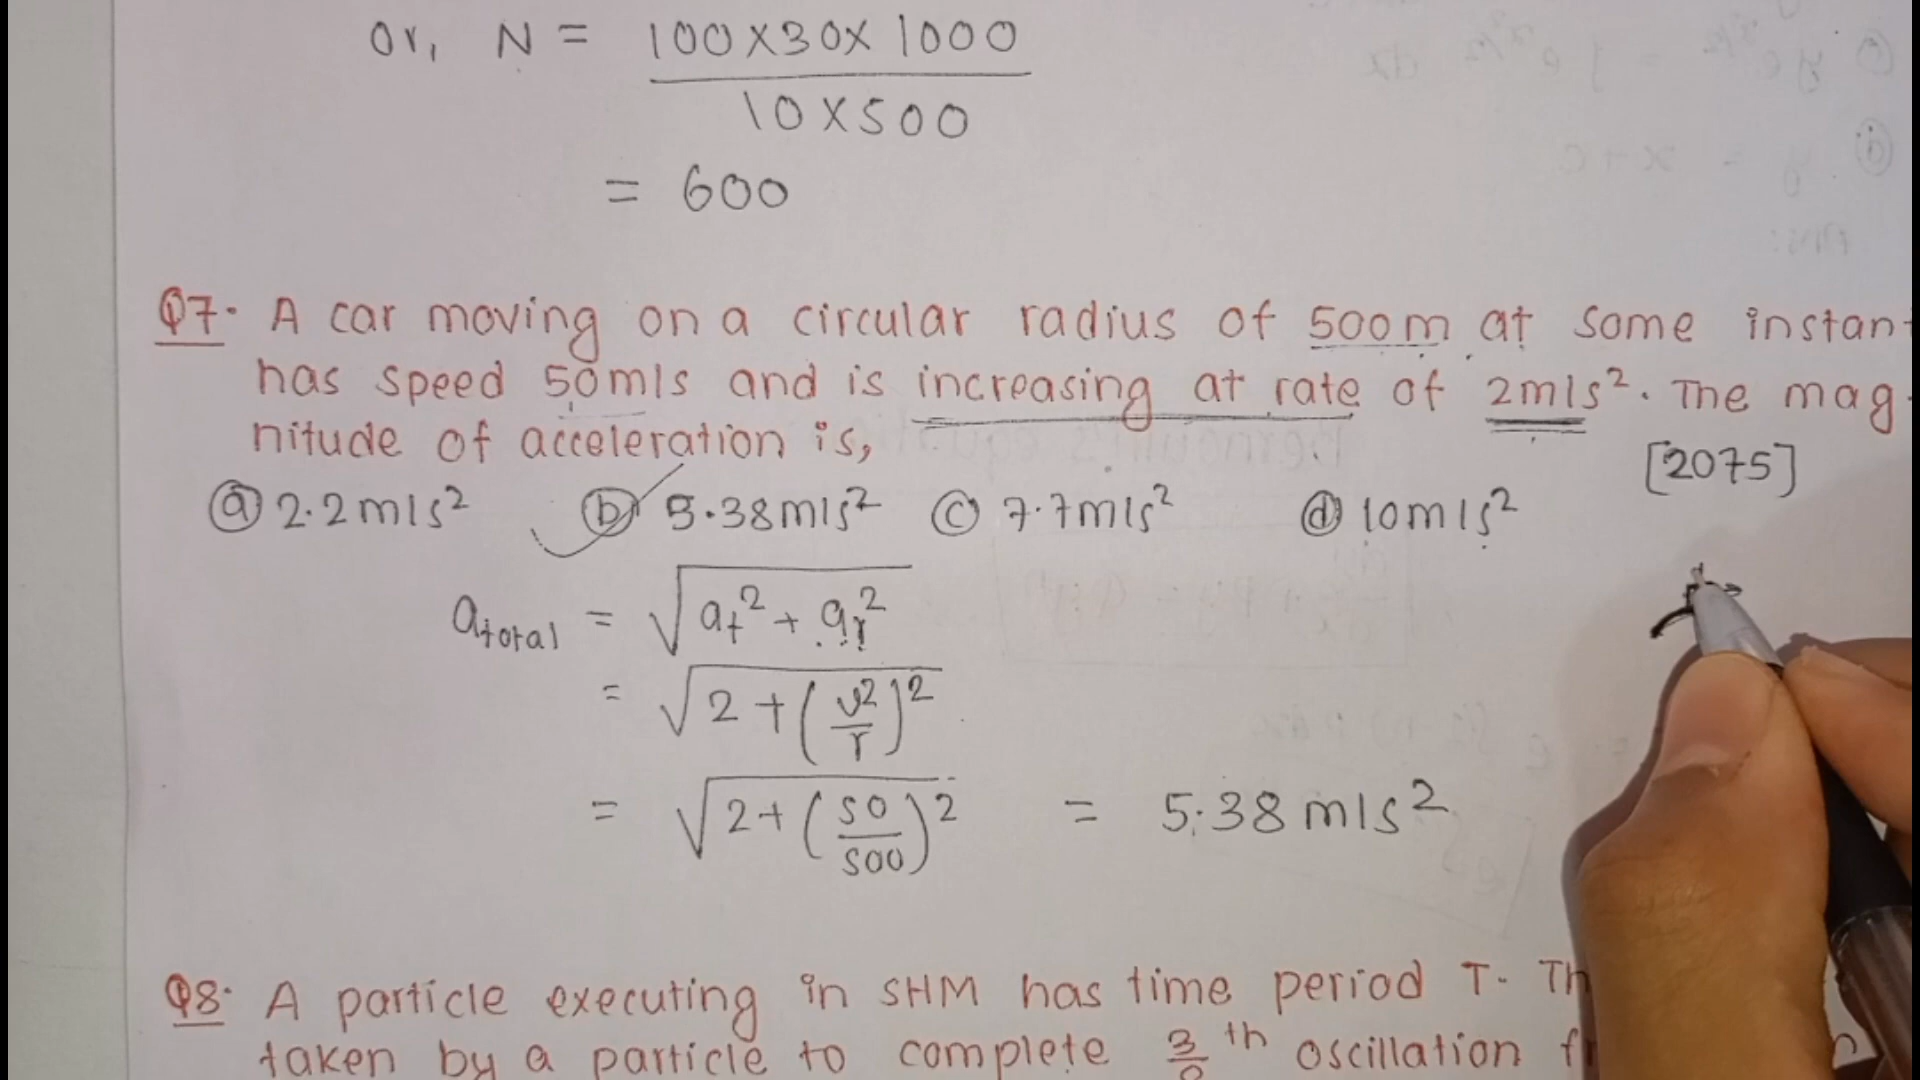 or, N = 100x30x 1000
10 x 500
= 600
Q7. A car moving on a circular radius of 500m at some instant
has speed 50m/s and is increasing at rate of 2m/s². The mag-
nitude of acceleration is,
[2075]
(a) 2.2m/s² (b) 5.38m/s² (c) 7.7m/s² (d) 10m/s²
a_total = √(a_t² + a_r²)
= √(2 + (v²/r)²)
= √(2+ (50/500)²) = 5.38 m/s²
Q8. A particle executing in SHM has time period T.
taken by a particle to complete th oscillation